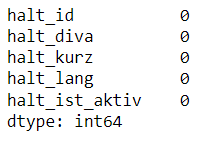 halt_id 0
halt_diva 0
halt_kurz 0
halt_lang 0
halt_ist_aktiv 0
dtype: int64